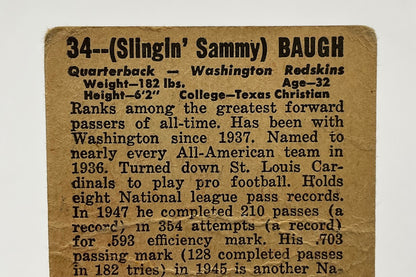 34--(Slingin' Sammy) BAUGH
Quarterback — Washington Redskins
Weight—182 lbs. Age—32
Height—6'2" College—Texas Christian
Ranks among the greatest forward
passers of all-time. Has been with
Washington since 1937. Named to
nearly every All-American team in
1936. Turned down St. Louis Car-
dinals to play pro football. Holds
eight National league pass records.
In 1947 he completed 210 passes (a
record) in 354 attempts (a record)
for .593 efficiency mark. His .703
passing mark (128 completed passes
in 182 tries) in 1945 is another Na-